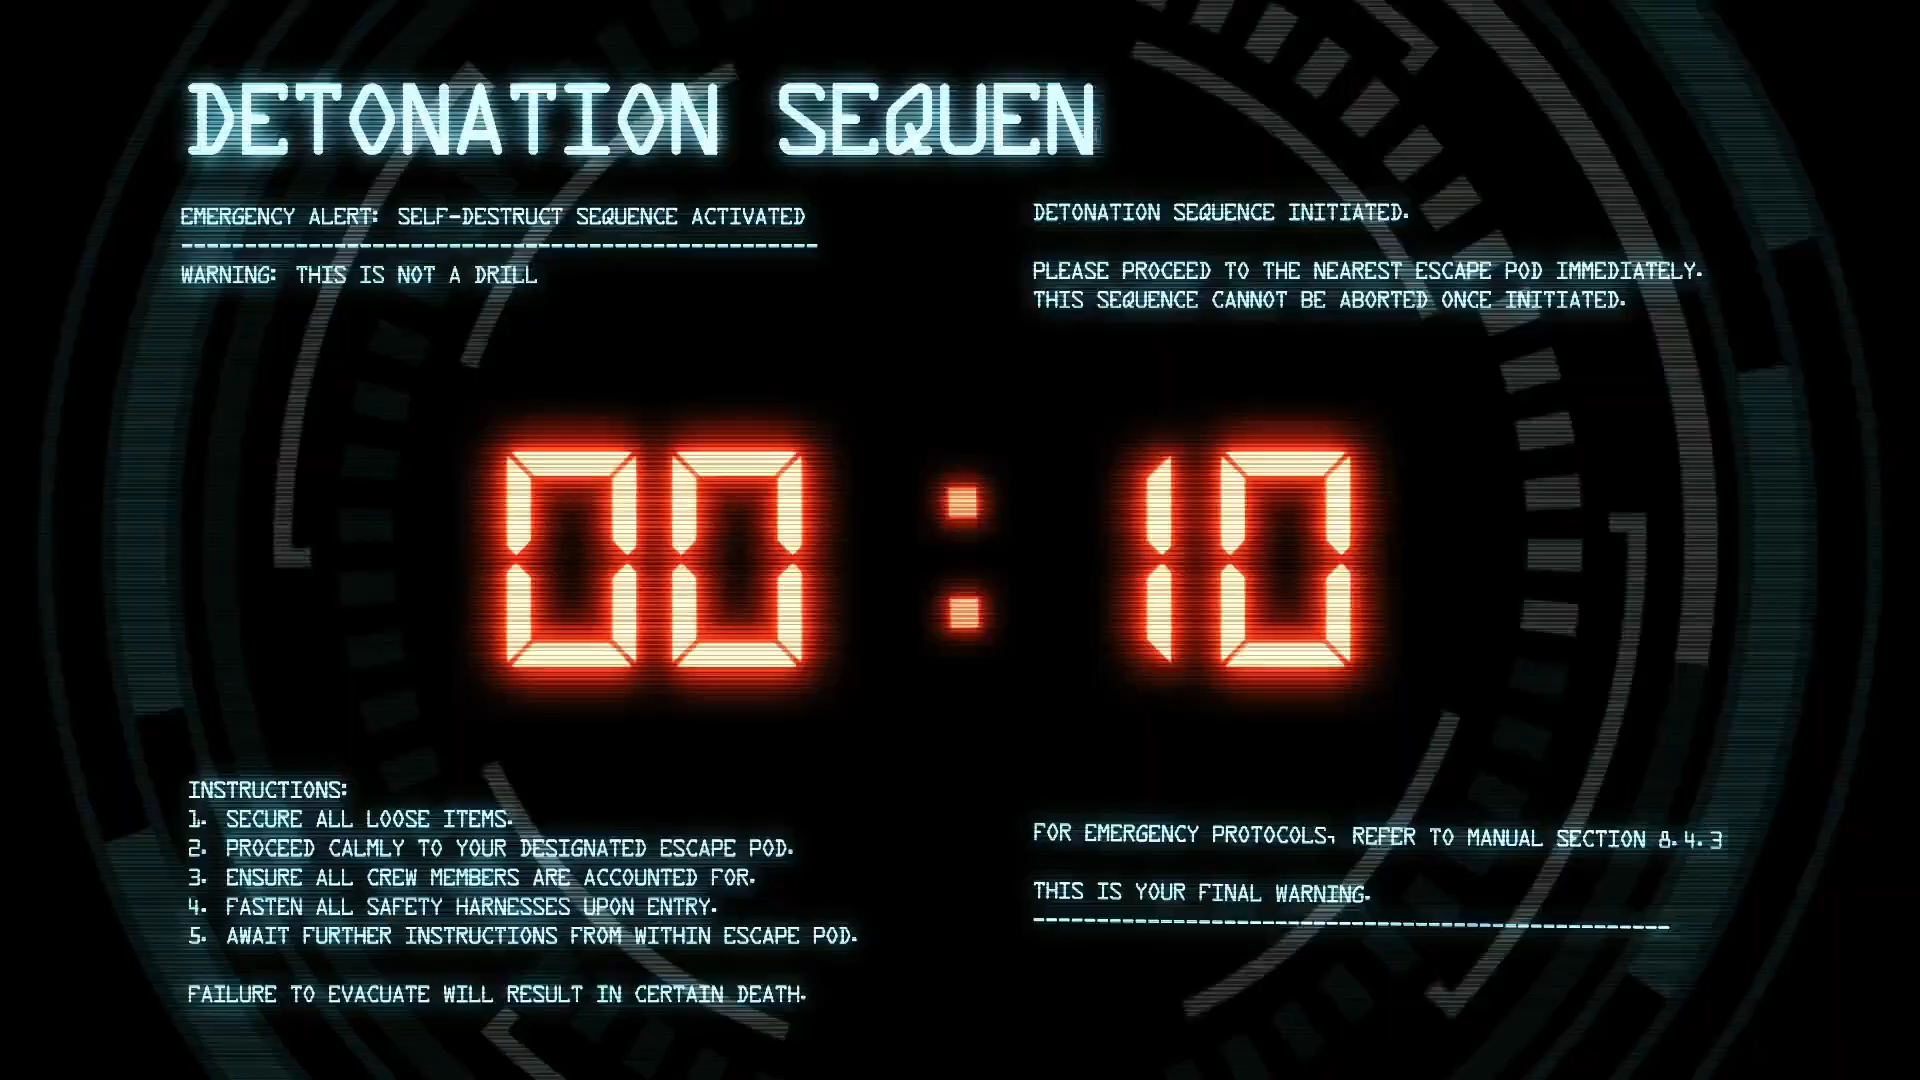 DETONATION SEQUEN
EMERGENCY ALERT: SELF-DESTRUCT SEQUENCE ACTIVATED
--------------------------------------------------
WARNING: THIS IS NOT A DRILL
DETONATION SEQUENCE INITIATED.
PLEASE PROCEED TO THE NEAREST ESCAPE POD IMMEDIATELY.
THIS SEQUENCE CANNOT BE ABORTED ONCE INITIATED.
00:10
INSTRUCTIONS:
1. SECURE ALL LOOSE ITEMS.
2. PROCEED CALMLY TO YOUR DESIGNATED ESCAPE POD.
3. ENSURE ALL CREW MEMBERS ARE ACCOUNTED FOR.
4. FASTEN ALL SAFETY HARNESSES UPON ENTRY.
5. AWAIT FURTHER INSTRUCTIONS FROM WITHIN ESCAPE POD.
FAILURE TO EVACUATE WILL RESULT IN CERTAIN DEATH.
FOR EMERGENCY PROTOCOLS, REFER TO MANUAL SECTION 8.4.3
THIS IS YOUR FINAL WARNING.
--------------------------------------------------